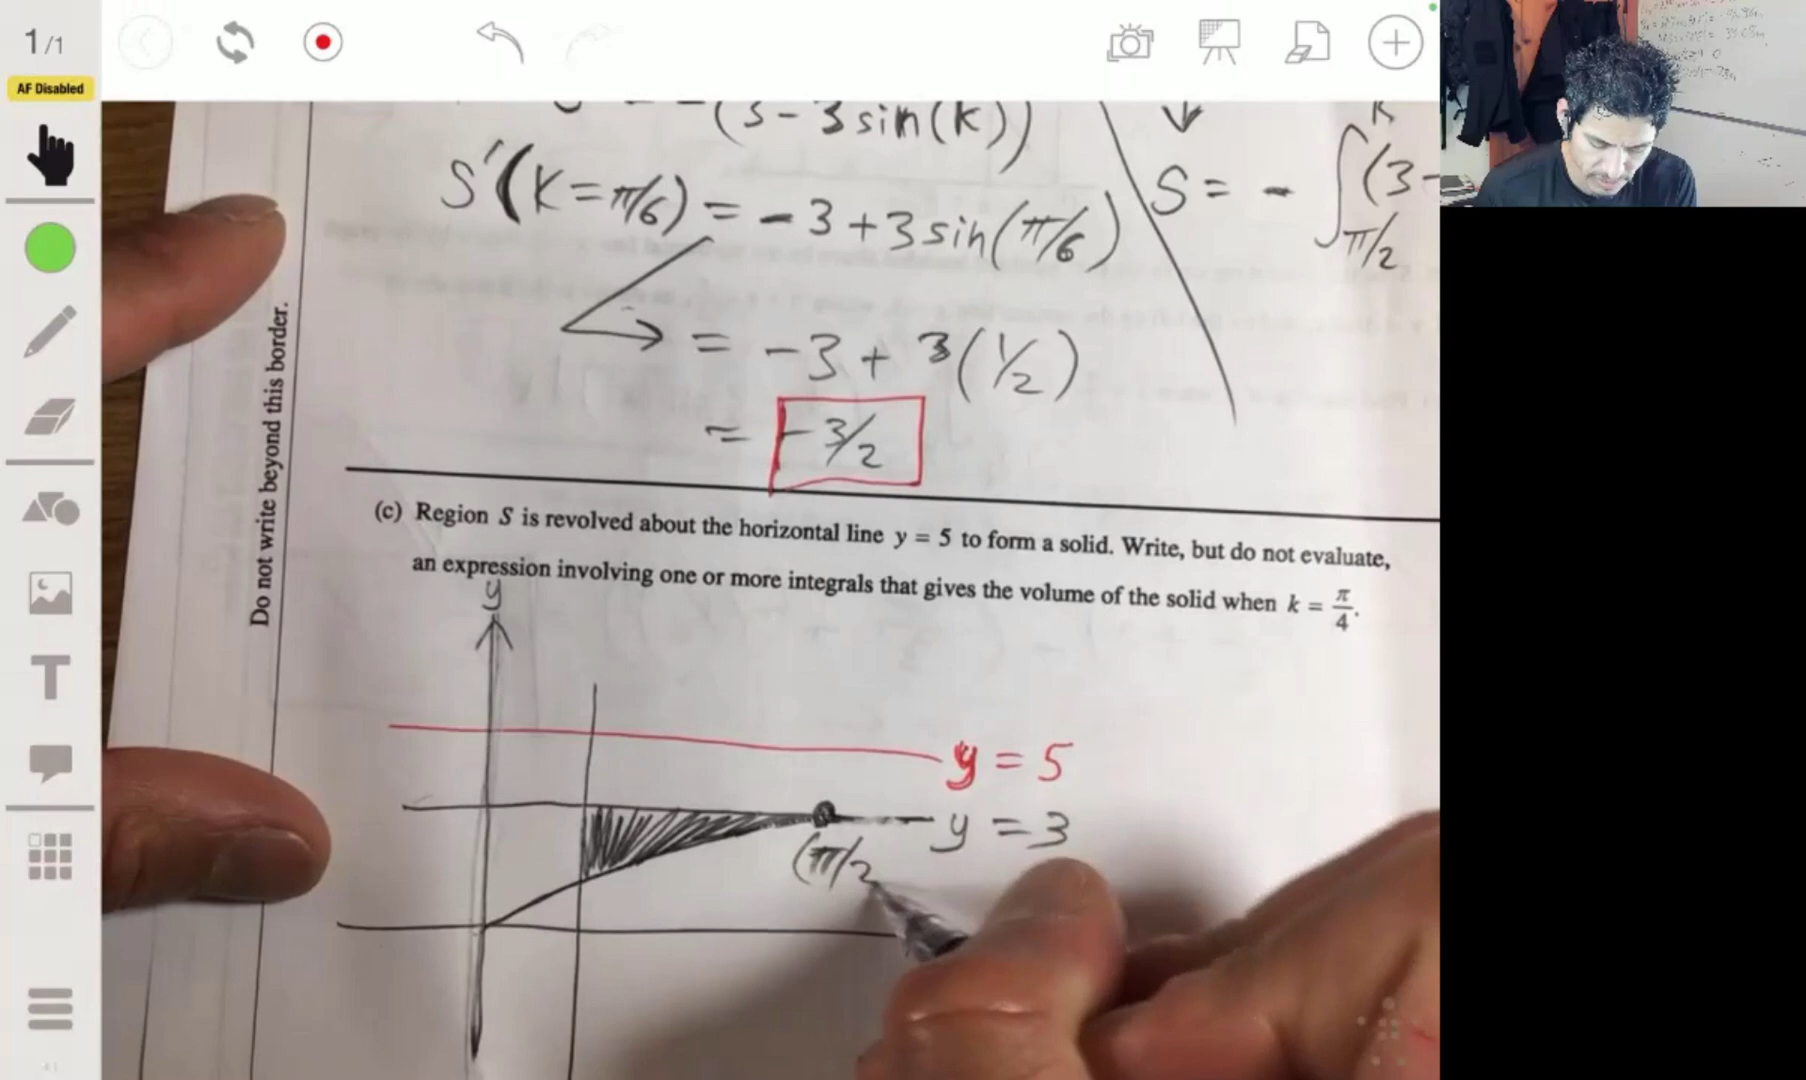 1/1
AF Disabled
(3 - 3 sin(k))
S'(K=π/6) = -3 + 3 sin(π/6)
= -3 + 3(1/2)
= -3/2
K
S = - ∫ (3-
π/2
Do not write beyond this border.
(c) Region S is revolved about the horizontal line y = 5 to form a solid. Write, but do not evaluate,
an expression involving one or more integrals that gives the volume of the solid when k = π/4.
y
y = 5
y = 3
(π/2
T